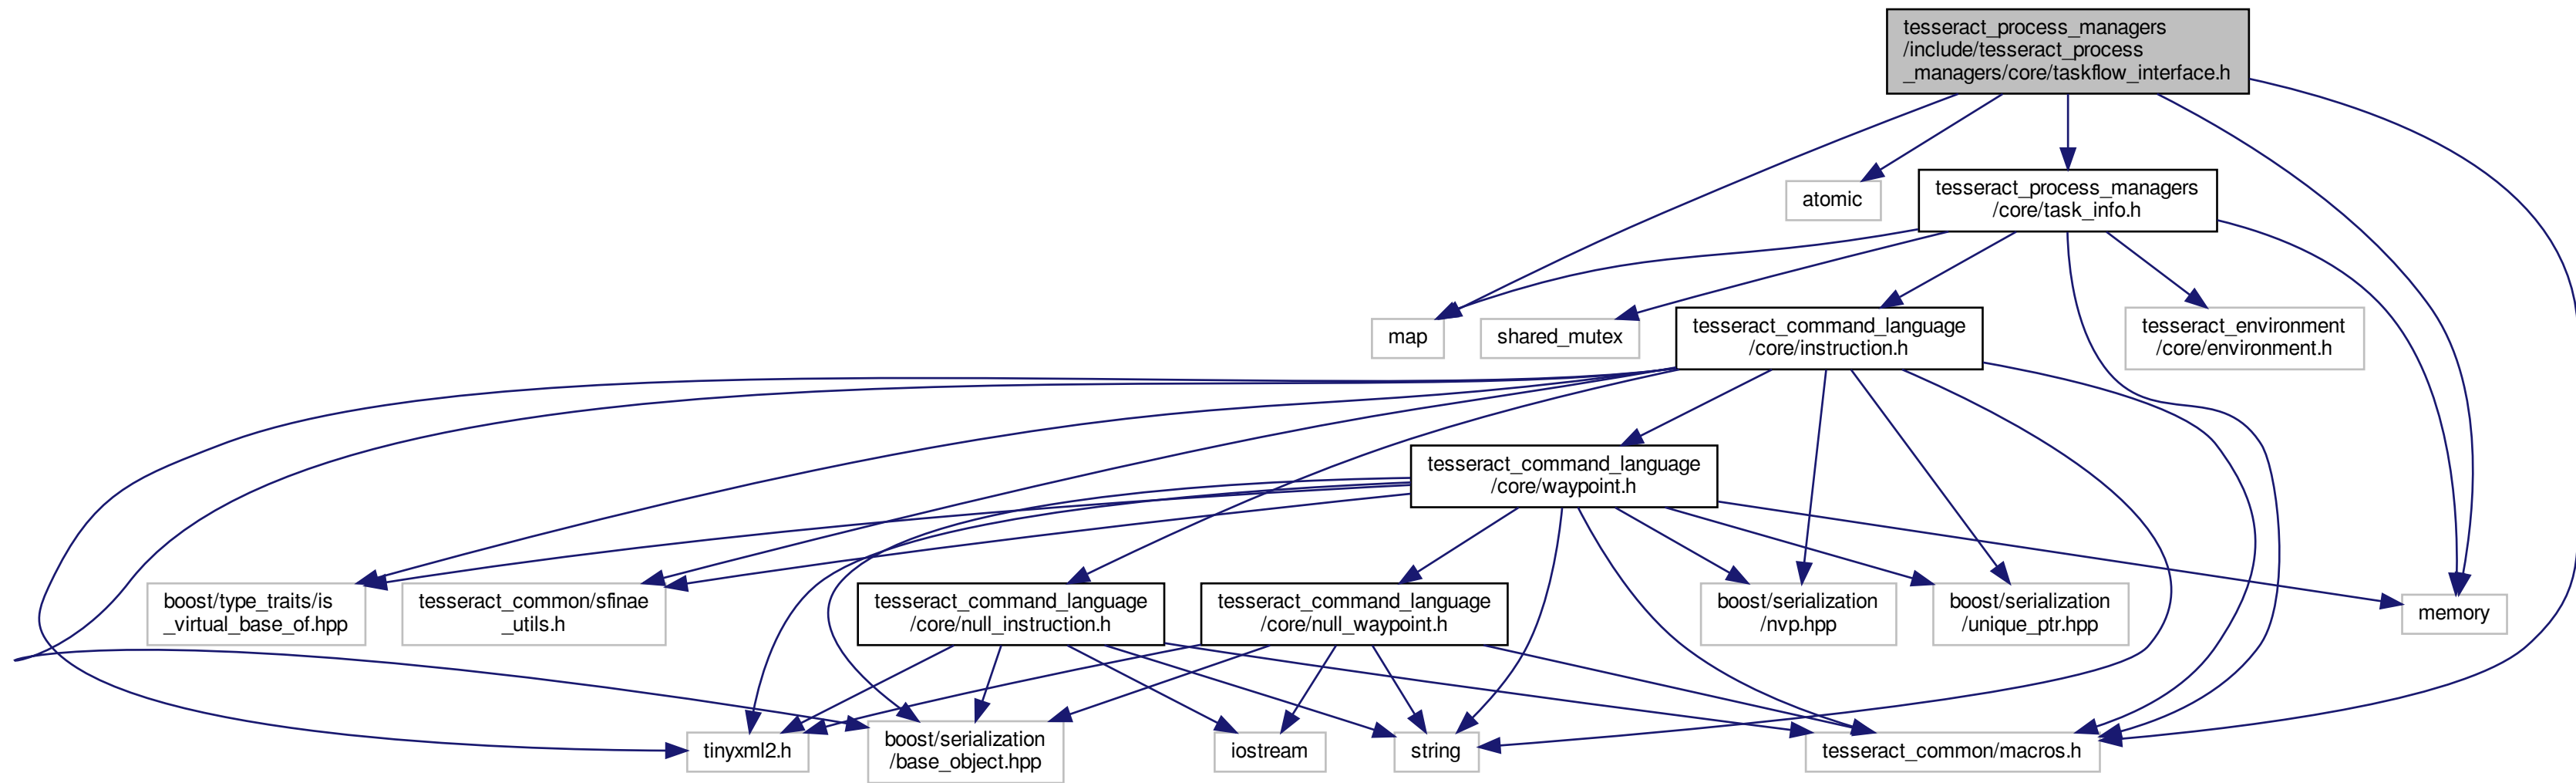 tesseract_process_managers
/include/tesseract_process
_managers/core/taskflow_interface.h
atomic
tesseract_process_managers
/core/task_info.h
map
shared_mutex
tesseract_command_language
/core/instruction.h
tesseract_environment
/core/environment.h
tesseract_command_language
/core/waypoint.h
boost/type_traits/is
_virtual_base_of.hpp
tesseract_common/sfinae
_utils.h
tesseract_command_language
/core/null_instruction.h
tesseract_command_language
/core/null_waypoint.h
boost/serialization
/nvp.hpp
boost/serialization
/unique_ptr.hpp
memory
tinyxml2.h
boost/serialization
/base_object.hpp
iostream
string
tesseract_common/macros.h